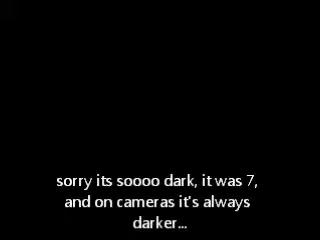 sorry its soooo dark, it was 7,
and on cameras it's always
darker...